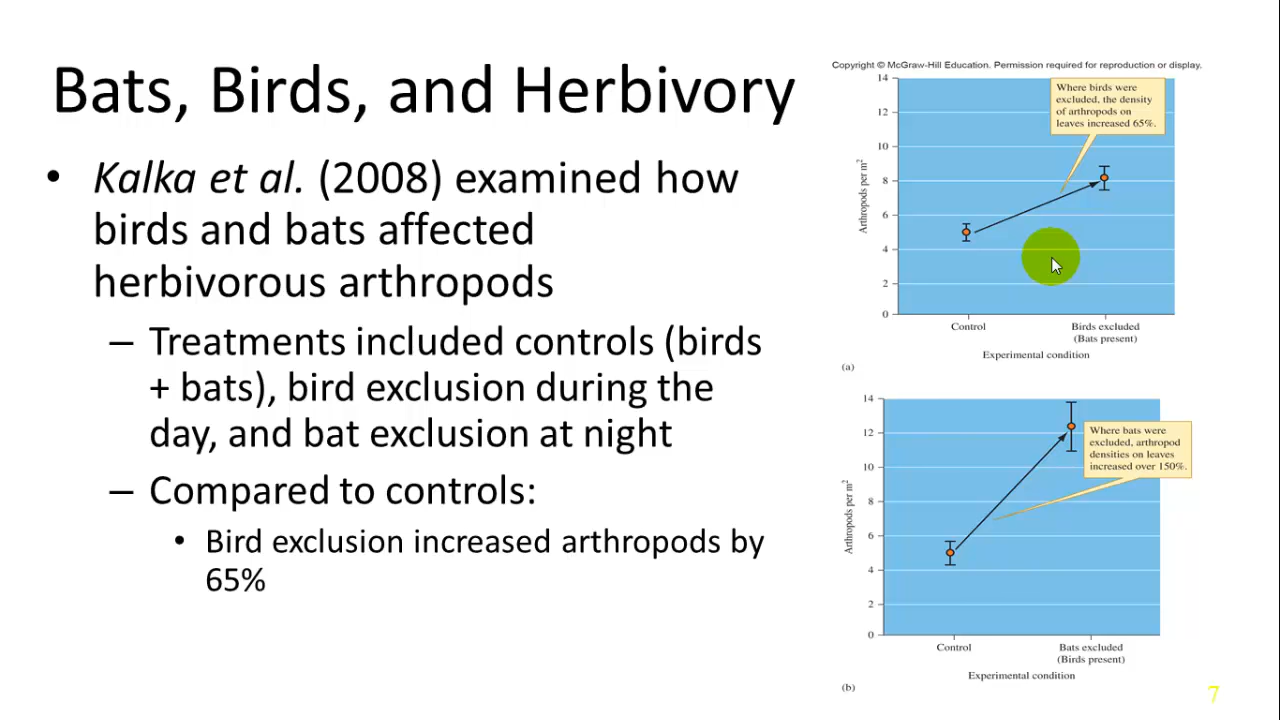 Bats, Birds, and Herbivory
• Kalka et al. (2008) examined how
birds and bats affected
herbivorous arthropods
– Treatments included controls (birds
+ bats), bird exclusion during the
day, and bat exclusion at night
– Compared to controls:
• Bird exclusion increased arthropods by
65%
Copyright © McGraw-Hill Education. Permission required for reproduction or display.
14
12
10
8
6
4
2
0
Arthropods per m²
Where birds were
excluded, the density
of arthropods on
leaves increased 65%.
Control
Birds excluded
(Bats present)
Experimental condition
(a)
14
12
10
8
6
4
2
0
Arthropods per m²
Where bats were
excluded, arthropod
densities on leaves
increased over 150%.
Control
Bats excluded
(Birds present)
Experimental condition
(b)
7